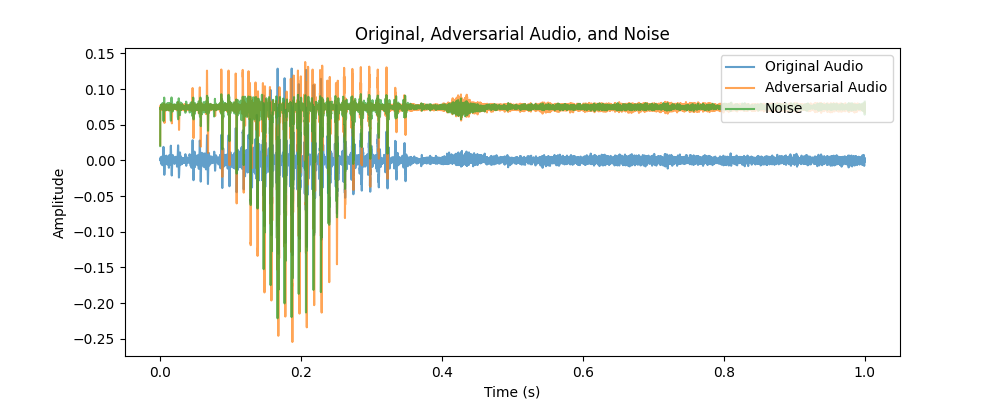 Original, Adversarial Audio, and Noise
Original Audio
Adversarial Audio
Noise
Amplitude
0.15
0.10
0.05
0.00
−0.05
−0.10
−0.15
−0.20
−0.25
0.0
0.2
0.4
0.6
0.8
1.0
Time (s)